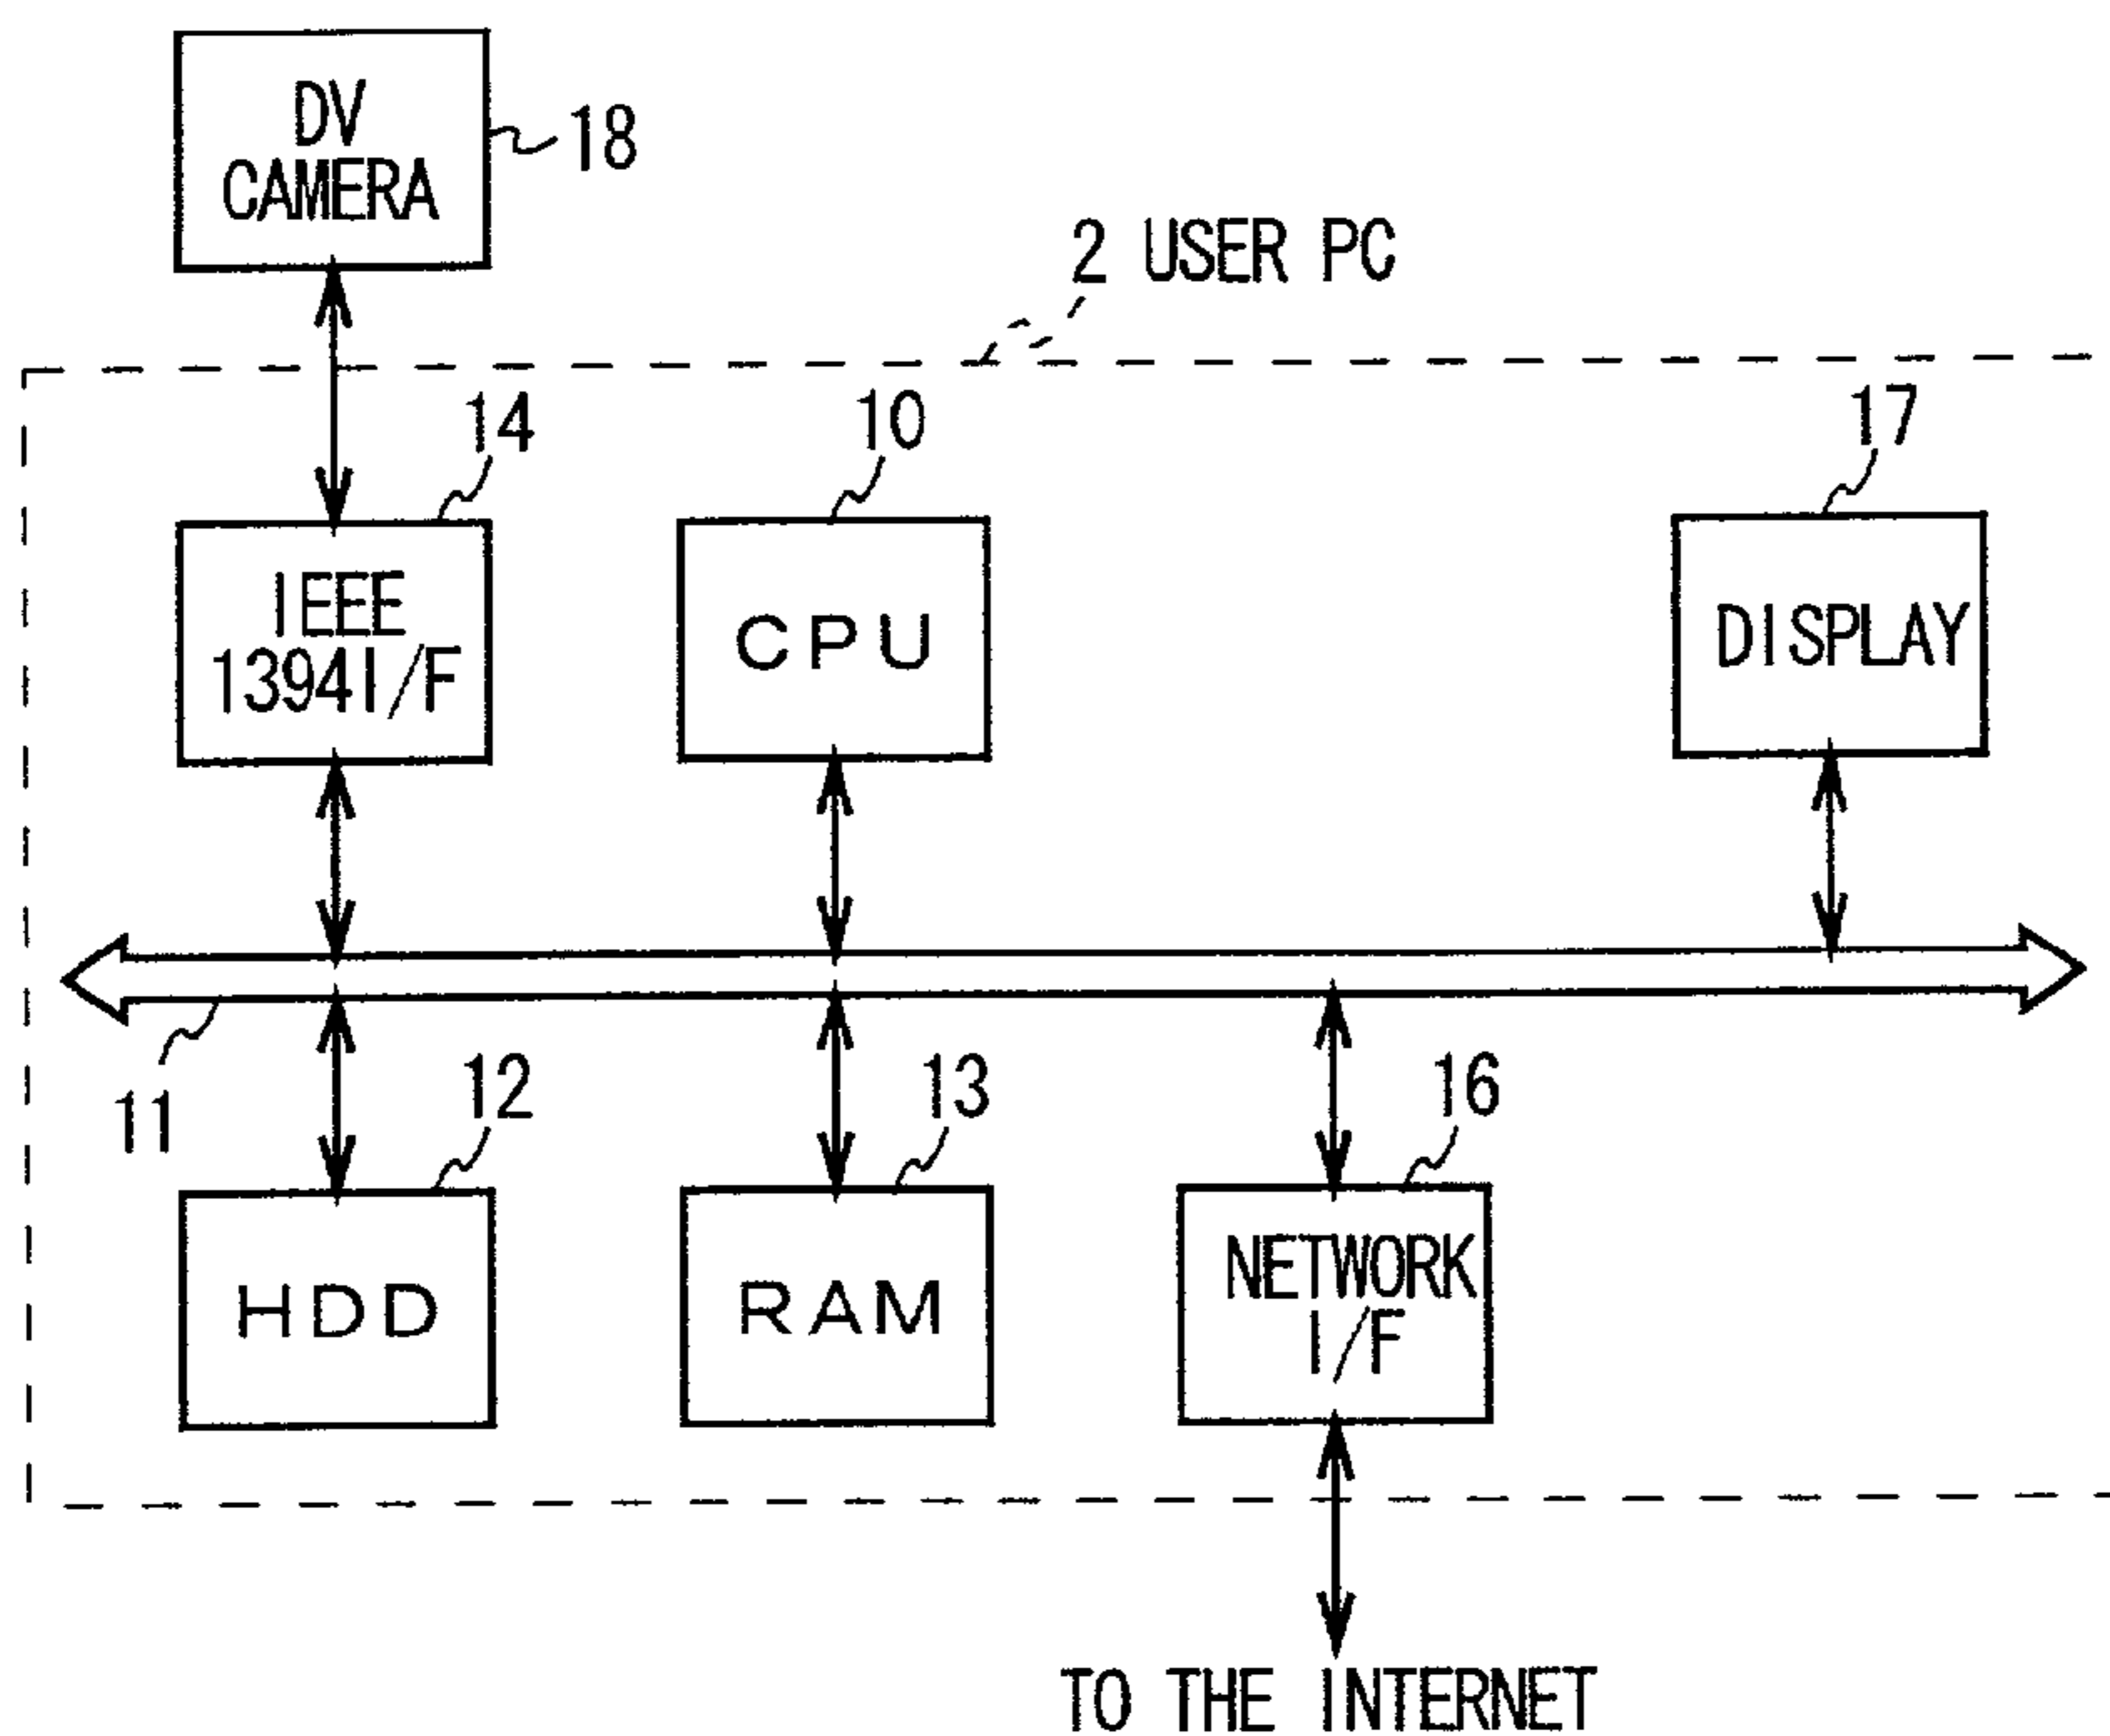 DV
CAMERA
18
2 USER PC
14
10
17
IEEE
1394I/F
CPU
DISPLAY
11
12
13
16
HDD
RAM
NETWORK
I/F
TO THE INTERNET